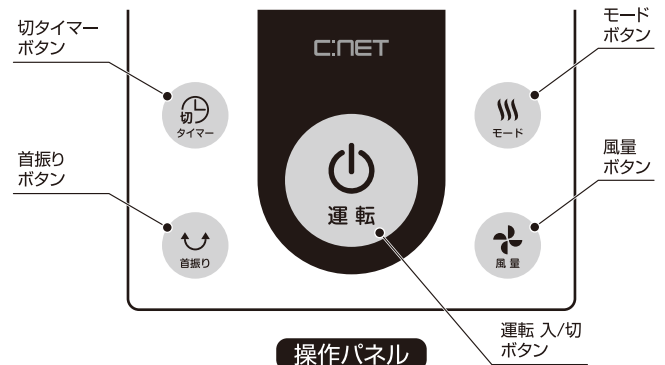 切タイマー
ボタン
モード
ボタン
C:NET
切
タイマー
モード
首振り
ボタン
風量
ボタン
運転
首振り
風量
運転 入/切
ボタン
操作パネル